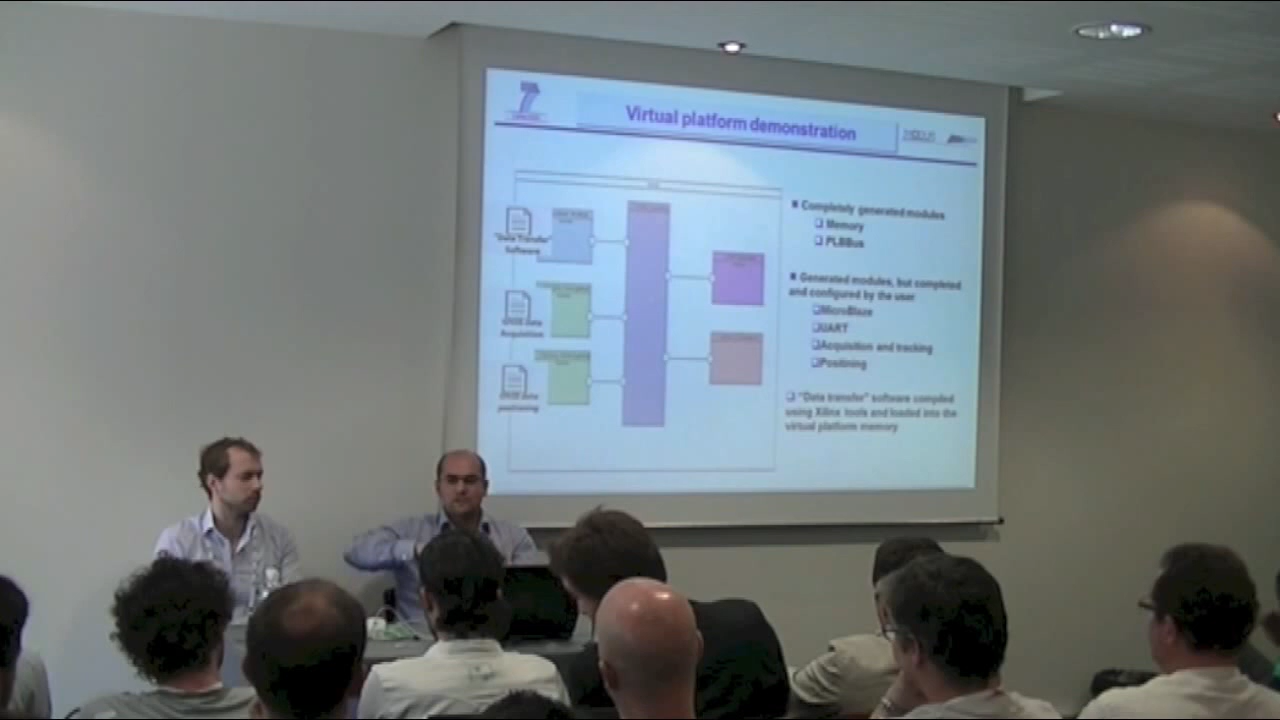 Virtual platform demonstration
"Data Transfer"
Software
GNSS data
Acquisition
GNSS data
positioning
■ Completely generated modules
❑ Memory
❑ PLBBus
■ Generated modules, but completed
and configured by the user
❑MicroBlaze
❑UART
❑Acquisition and tracking
❑Positining
❑ "Data transfer" software compiled
using Xilinx tools and loaded into the
virtual platform memory